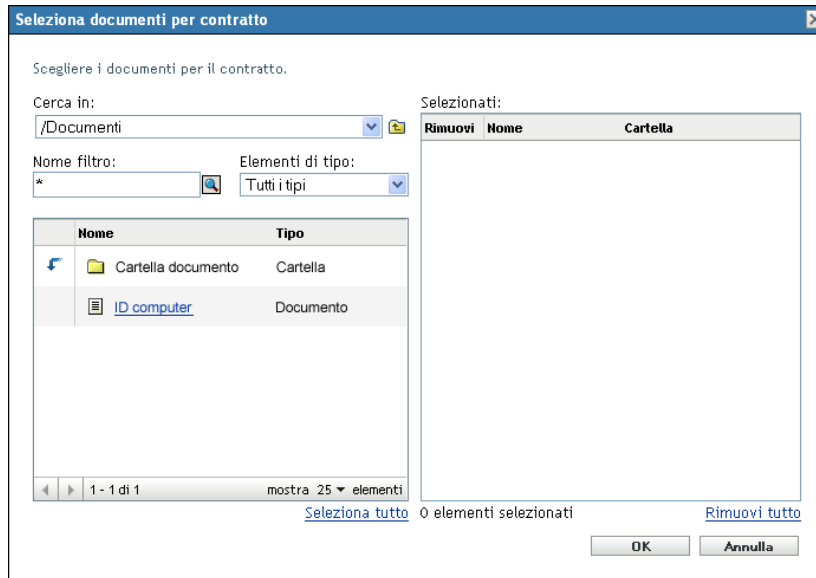 Seleziona documenti per contratto
Scegliere i documenti per il contratto.
Cerca in:
/Documenti
Nome filtro:
Elementi di tipo:
*
Tutti i tipi
Nome
Tipo
Cartella documento
Cartella
ID computer
Documento
1 - 1 di 1
mostra 25 elementi
Seleziona tutto
Selezionati:
Rimuovi
Nome
Cartella
0 elementi selezionati
Rimuovi tutto
OK
Annulla